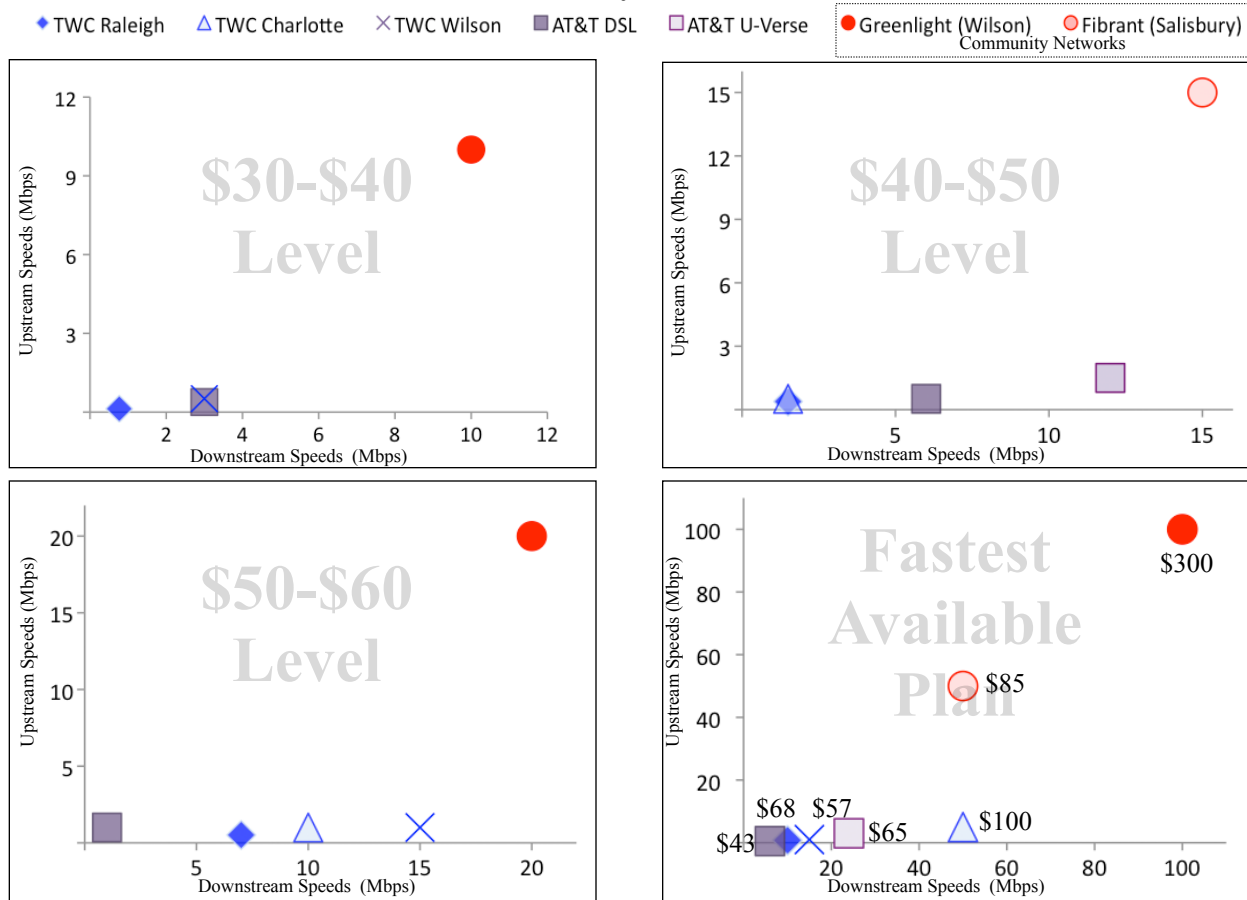 TWC Raleigh TWC Charlotte TWC Wilson AT&T DSL AT&T U-Verse Greenlight (Wilson) Fibrant (Salisbury)
Community Networks
$30-$40
Level
Upstream Speeds (Mbps)
12
9
6
3
2 4 6 8 10 12
Downstream Speeds (Mbps)
$40-$50
Level
Upstream Speeds (Mbps)
15
12
9
6
3
5 10 15
Downstream Speeds (Mbps)
$50-$60
Level
Upstream Speeds (Mbps)
20
15
10
5
5 10 15 20
Downstream Speeds (Mbps)
Fastest
Available
Plan
Upstream Speeds (Mbps)
100
80
60
40
20
$300
$85
$68 $57
$43 $65 $100
20 40 60 80 100
Downstream Speeds (Mbps)